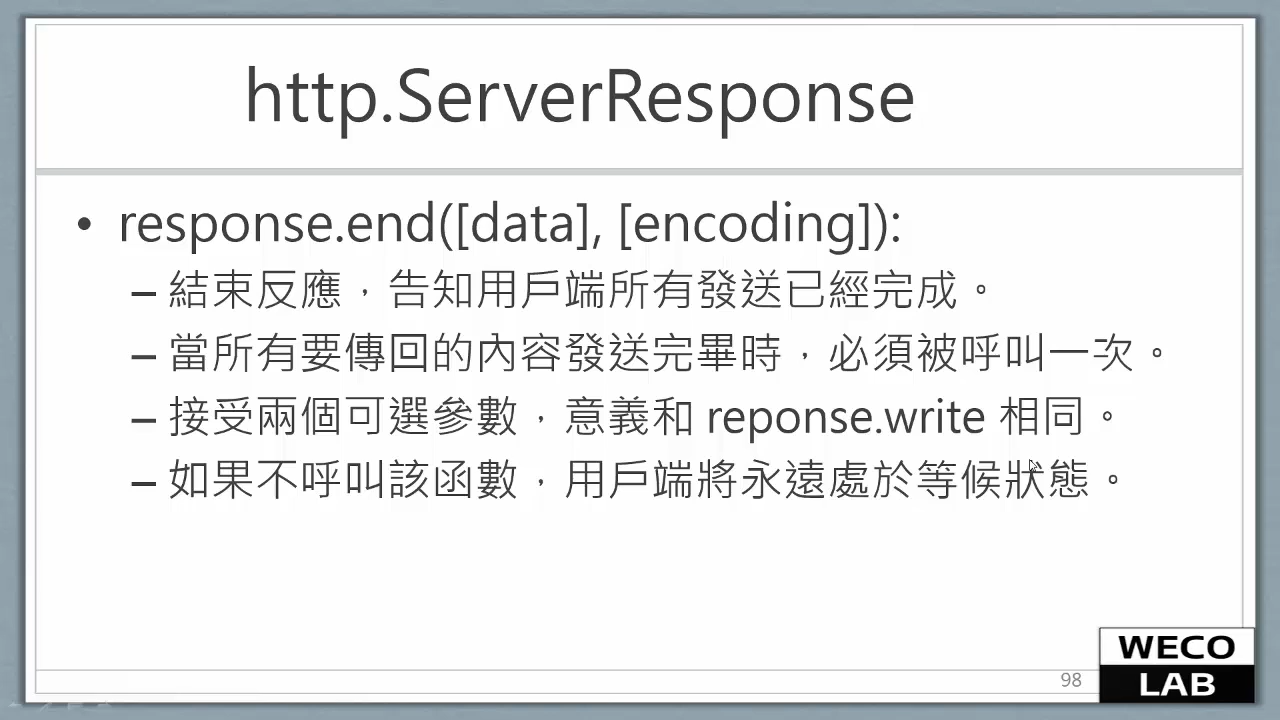 http.ServerResponse
• response.end([data], [encoding]):
– 結束反應，告知用戶端所有發送已經完成。
– 當所有要傳回的內容發送完畢時，必須被呼叫一次。
– 接受兩個可選參數，意義和 reponse.write 相同。
– 如果不呼叫該函數，用戶端將永遠處於等候狀態。
98
WECO
LAB